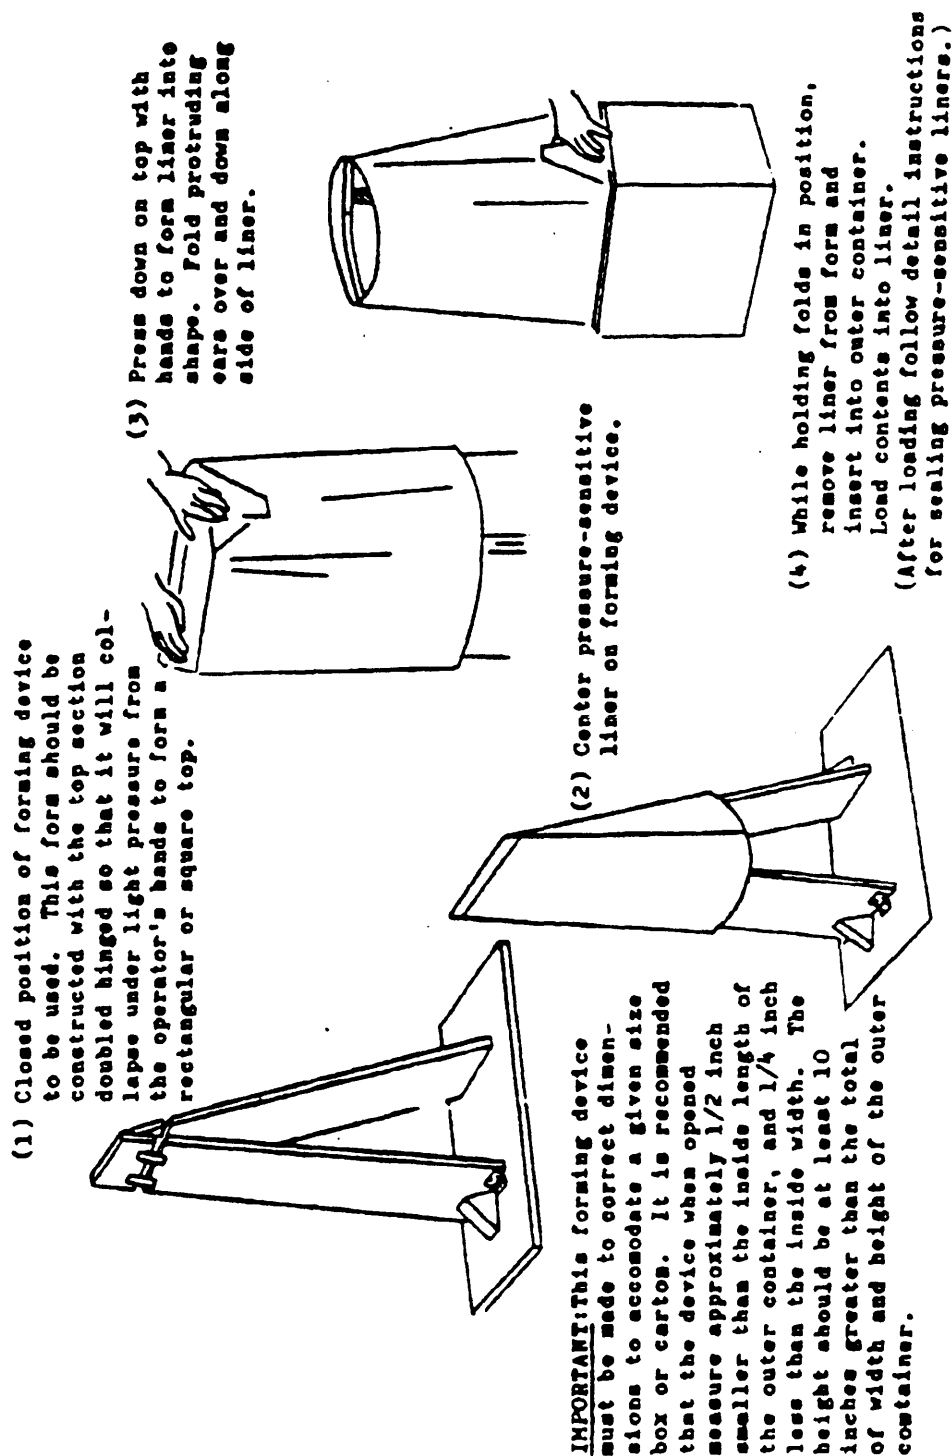 (1) Closed position of forming device
to be used. This form should be
constructed with the top section
doubled hinged so that it will col-
lapse under light pressure from
the operator's hands to form a
rectangular or square top.
(2) Center pressure-sensitive
liner on forming device.
(3) Press down on top with
hands to form liner into
shape. Fold protruding
ears over and down along
side of liner.
(4) While holding folds in position,
remove liner from form and
insert into outer container.
Load contents into liner.
(After loading follow detail instructions
for sealing pressure-sensitive liners.)
IMPORTANT:This forming device
must be made to correct dimen-
sions to accomodate a given size
box or carton. It is recommended
that the device when opened
measure approximately 1/2 inch
smaller than the inside length of
the outer container, and 1/4 inch
less than the inside width. The
height should be at least 10
inches greater than the total
of width and height of the outer
container.